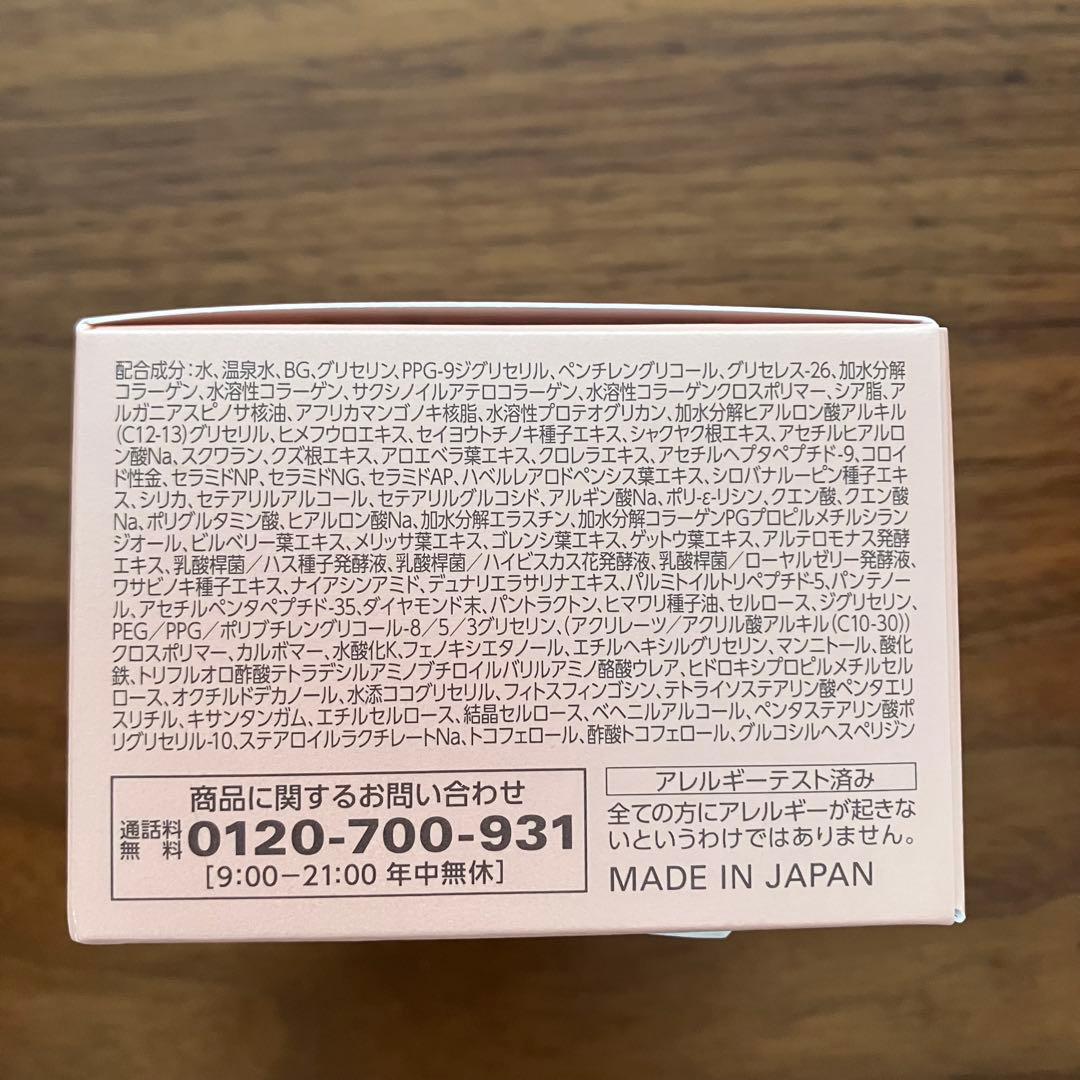 配合成分：水、温泉水、BG、グリセリン、PPG-9ジグリセリル、ペンチレングリコール、グリセレス-26、加水分解
コラーゲン、水溶性コラーゲン、サクシノイルアテロコラーゲン、水溶性コラーゲンクロスポリマー、シア脂、ア
ルガニアスピノサ核油、アフリカマンゴノキ核脂、水溶性プロテオグリカン、加水分解ヒアルロン酸アルキル
(C12-13)グリセリル、ヒメフウロエキス、セイヨウトチノキ種子エキス、シャクヤク根エキス、アセチルヒアルロ
ン酸Na、スクワラン、クズ根エキス、アロエベラ葉エキス、クロレラエキス、アセチルヘプタペプチド-9、コロイ
ド性金、セラミドNP、セラミドNG、セラミドAP、ハベルレアロドペンシス葉エキス、シロバナルーピン種子エキ
ス、シリカ、セテアリルアルコール、セテアリルグルコシド、アルギン酸Na、ポリ-ε-リシン、クエン酸、クエン酸
Na、ポリグルタミン酸、ヒアルロン酸Na、加水分解エラスチン、加水分解コラーゲンPGプロピルメチルシラン
ジオール、ビルベリー葉エキス、メリッサ葉エキス、ゴレンシ葉エキス、ゲットウ葉エキス、アルテロモナス発酵
エキス、乳酸桿菌／ハス種子発酵液、乳酸桿菌／ハイビスカス花発酵液、乳酸桿菌／ローヤルゼリー発酵液、
ワサビノキ種子エキス、ナイアシンアミド、デュナリエラサリナエキス、パルミトイルトリペプチド-5、パンテノー
ル、アセチルペンタペプチド-35、ダイヤモンド末、パントラクトン、ヒマワリ種子油、セルロース、ジグリセリン、
PEG／PPG／ポリブチレングリコール-8／5／3グリセリン、(アクリレーツ／アクリル酸アルキル(C10-30))
クロスポリマー、カルボマー、水酸化K、フェノキシエタノール、エチルヘキシルグリセリン、マンニトール、酸化
鉄、トリフルオロ酢酸テトラデシルアミノブチロイルバリルアミノ酪酸ウレア、ヒドロキシプロピルメチルセル
ロース、オクチルドデカノール、水添ココグリセリル、フィトスフィンゴシン、テトライソステアリン酸ペンタエリ
スリチル、キサンタンガム、エチルセルロース、結晶セルロース、ベヘニルアルコール、ペンタステアリン酸ポ
リグリセリル-10、ステアロイルラクチレートNa、トコフェロール、酢酸トコフェロール、グルコシルヘスペリジン
商品に関するお問い合わせ
通話料
無料
0120-700-931
[9:00−21:00 年中無休]
アレルギーテスト済み
全ての方にアレルギーが起きな
いというわけではありません。
MADE IN JAPAN